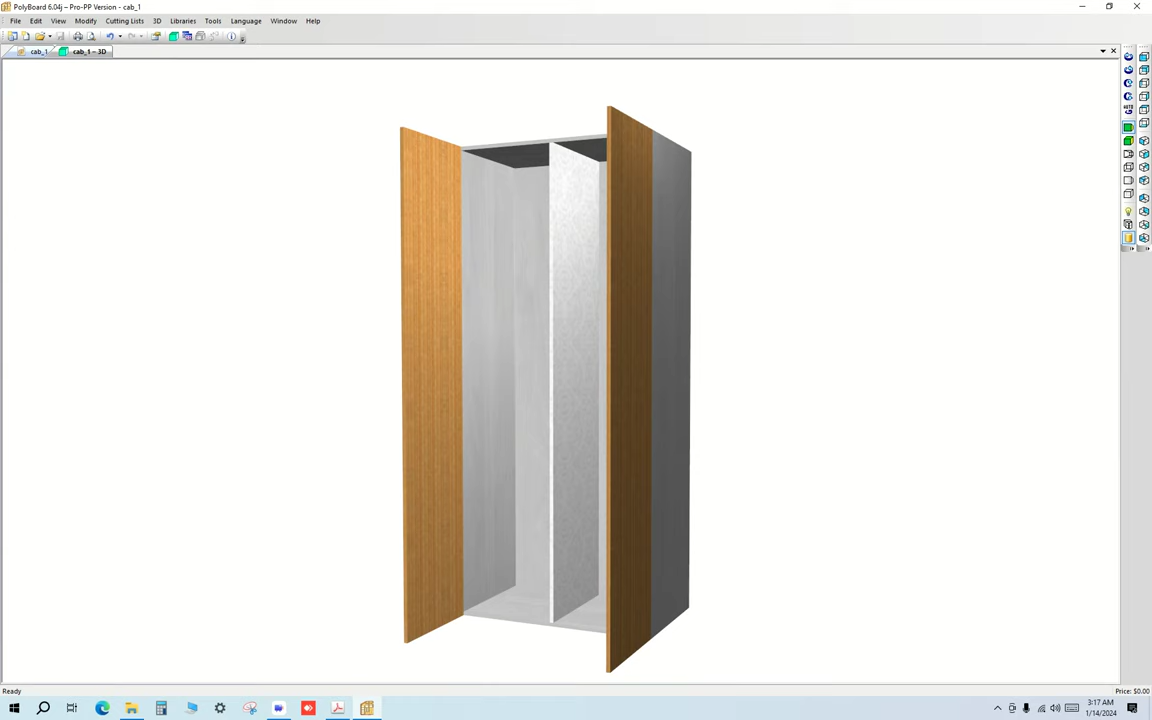 PolyBoard 6.04j – Pro-PP Version - cab_1
File Edit View Modify Cutting Lists 3D Libraries Tools Language Window Help
cab_1 cab_1 – 3D
AUTO
Ready Price: $0.00
3:17 AM
1/14/2024